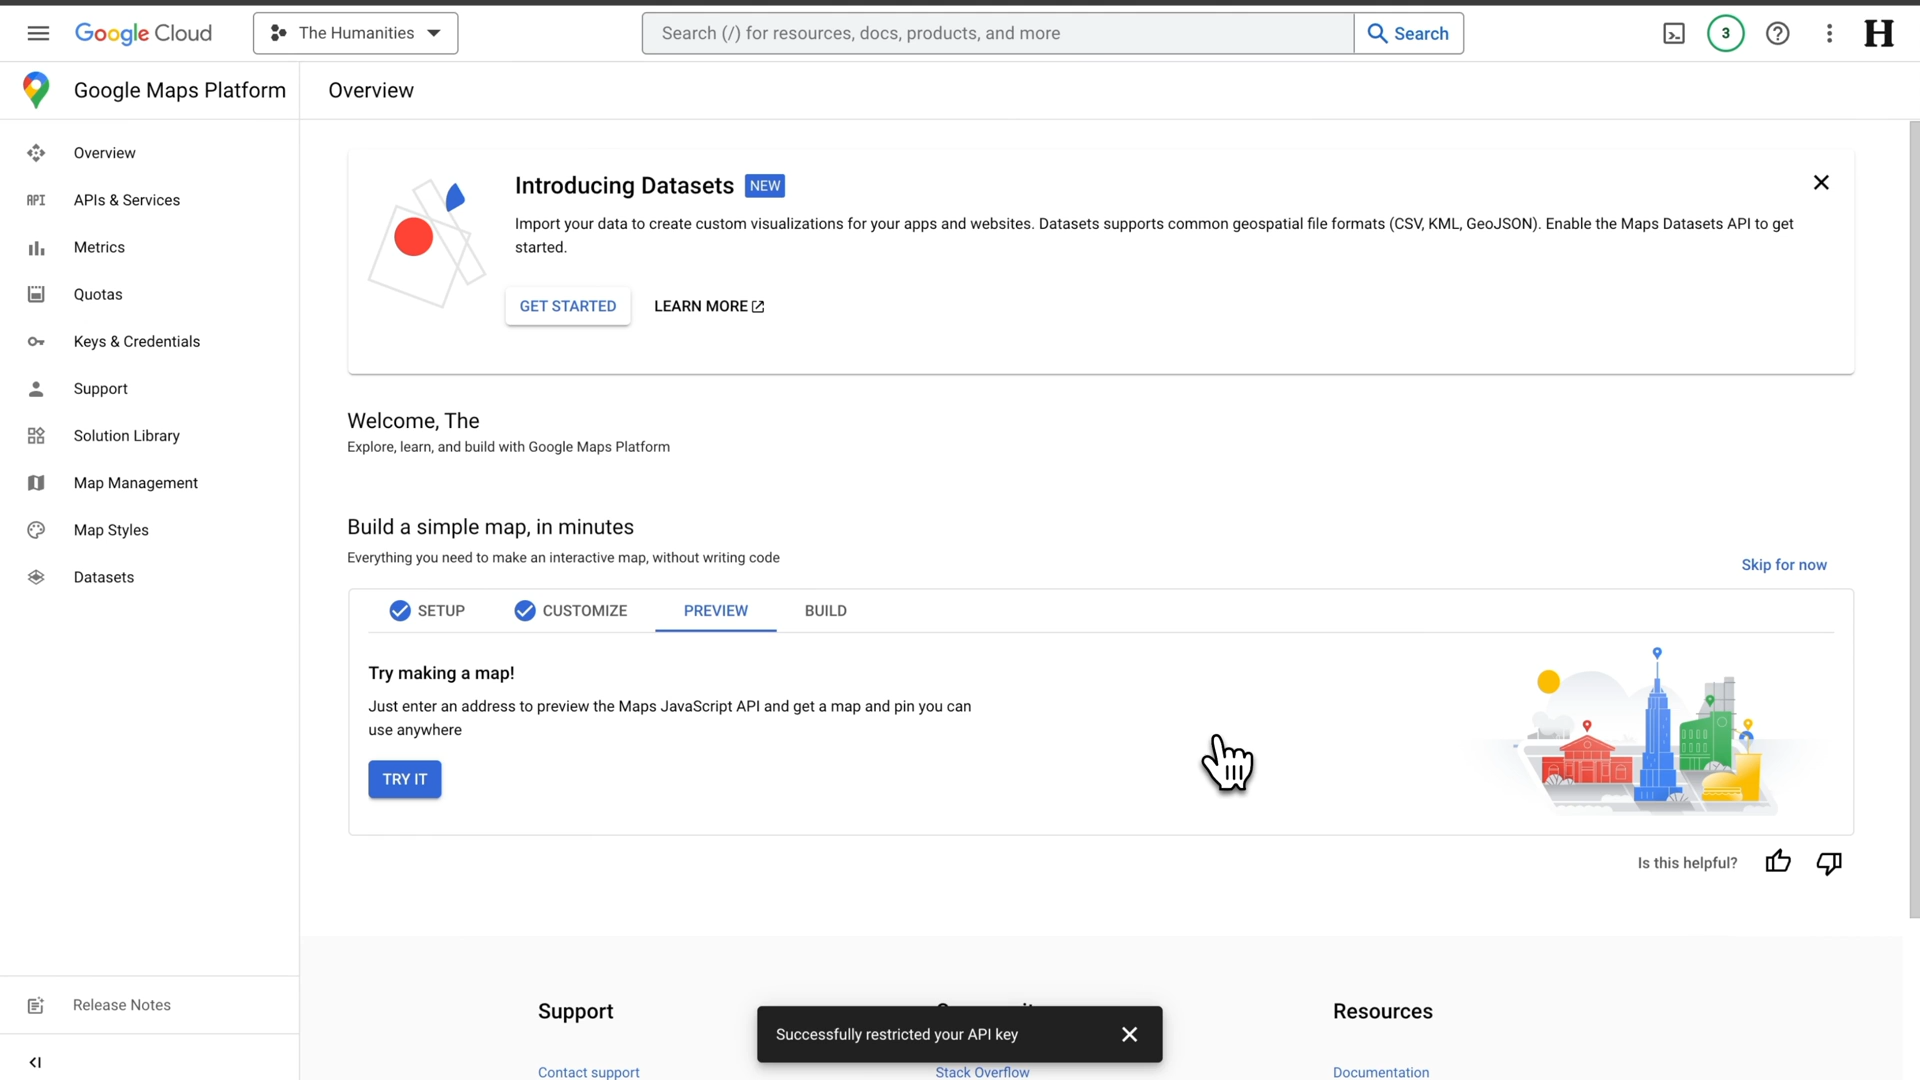 Google Cloud
The Humanities
Search (/) for resources, docs, products, and more
Search
3
H
Google Maps Platform
Overview
Overview
API APIs & Services
Metrics
Quotas
Keys & Credentials
Support
Solution Library
Map Management
Map Styles
Datasets
Release Notes
Introducing Datasets NEW
Import your data to create custom visualizations for your apps and websites. Datasets supports common geospatial file formats (CSV, KML, GeoJSON). Enable the Maps Datasets API to get
started.
GET STARTED
LEARN MORE
Welcome, The
Explore, learn, and build with Google Maps Platform
Build a simple map, in minutes
Everything you need to make an interactive map, without writing code
Skip for now
SETUP
CUSTOMIZE
PREVIEW
BUILD
Try making a map!
Just enter an address to preview the Maps JavaScript API and get a map and pin you can
use anywhere
TRY IT
Is this helpful?
Support
Resources
Successfully restricted your API key
Contact support
Stack Overflow
Documentation